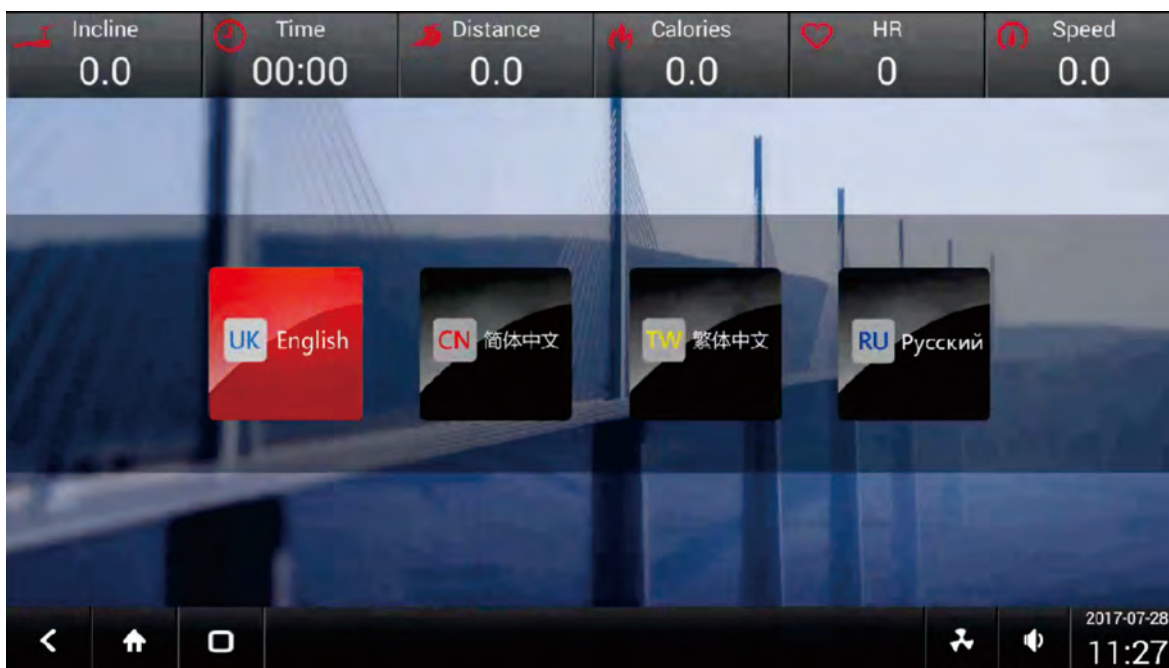 Incline
0.0
Time
00:00
Distance
0.0
Calories
0.0
HR
0
Speed
0.0
UK English
CN 简体中文
TW 繁体中文
RU Русский
2017-07-28
11:27